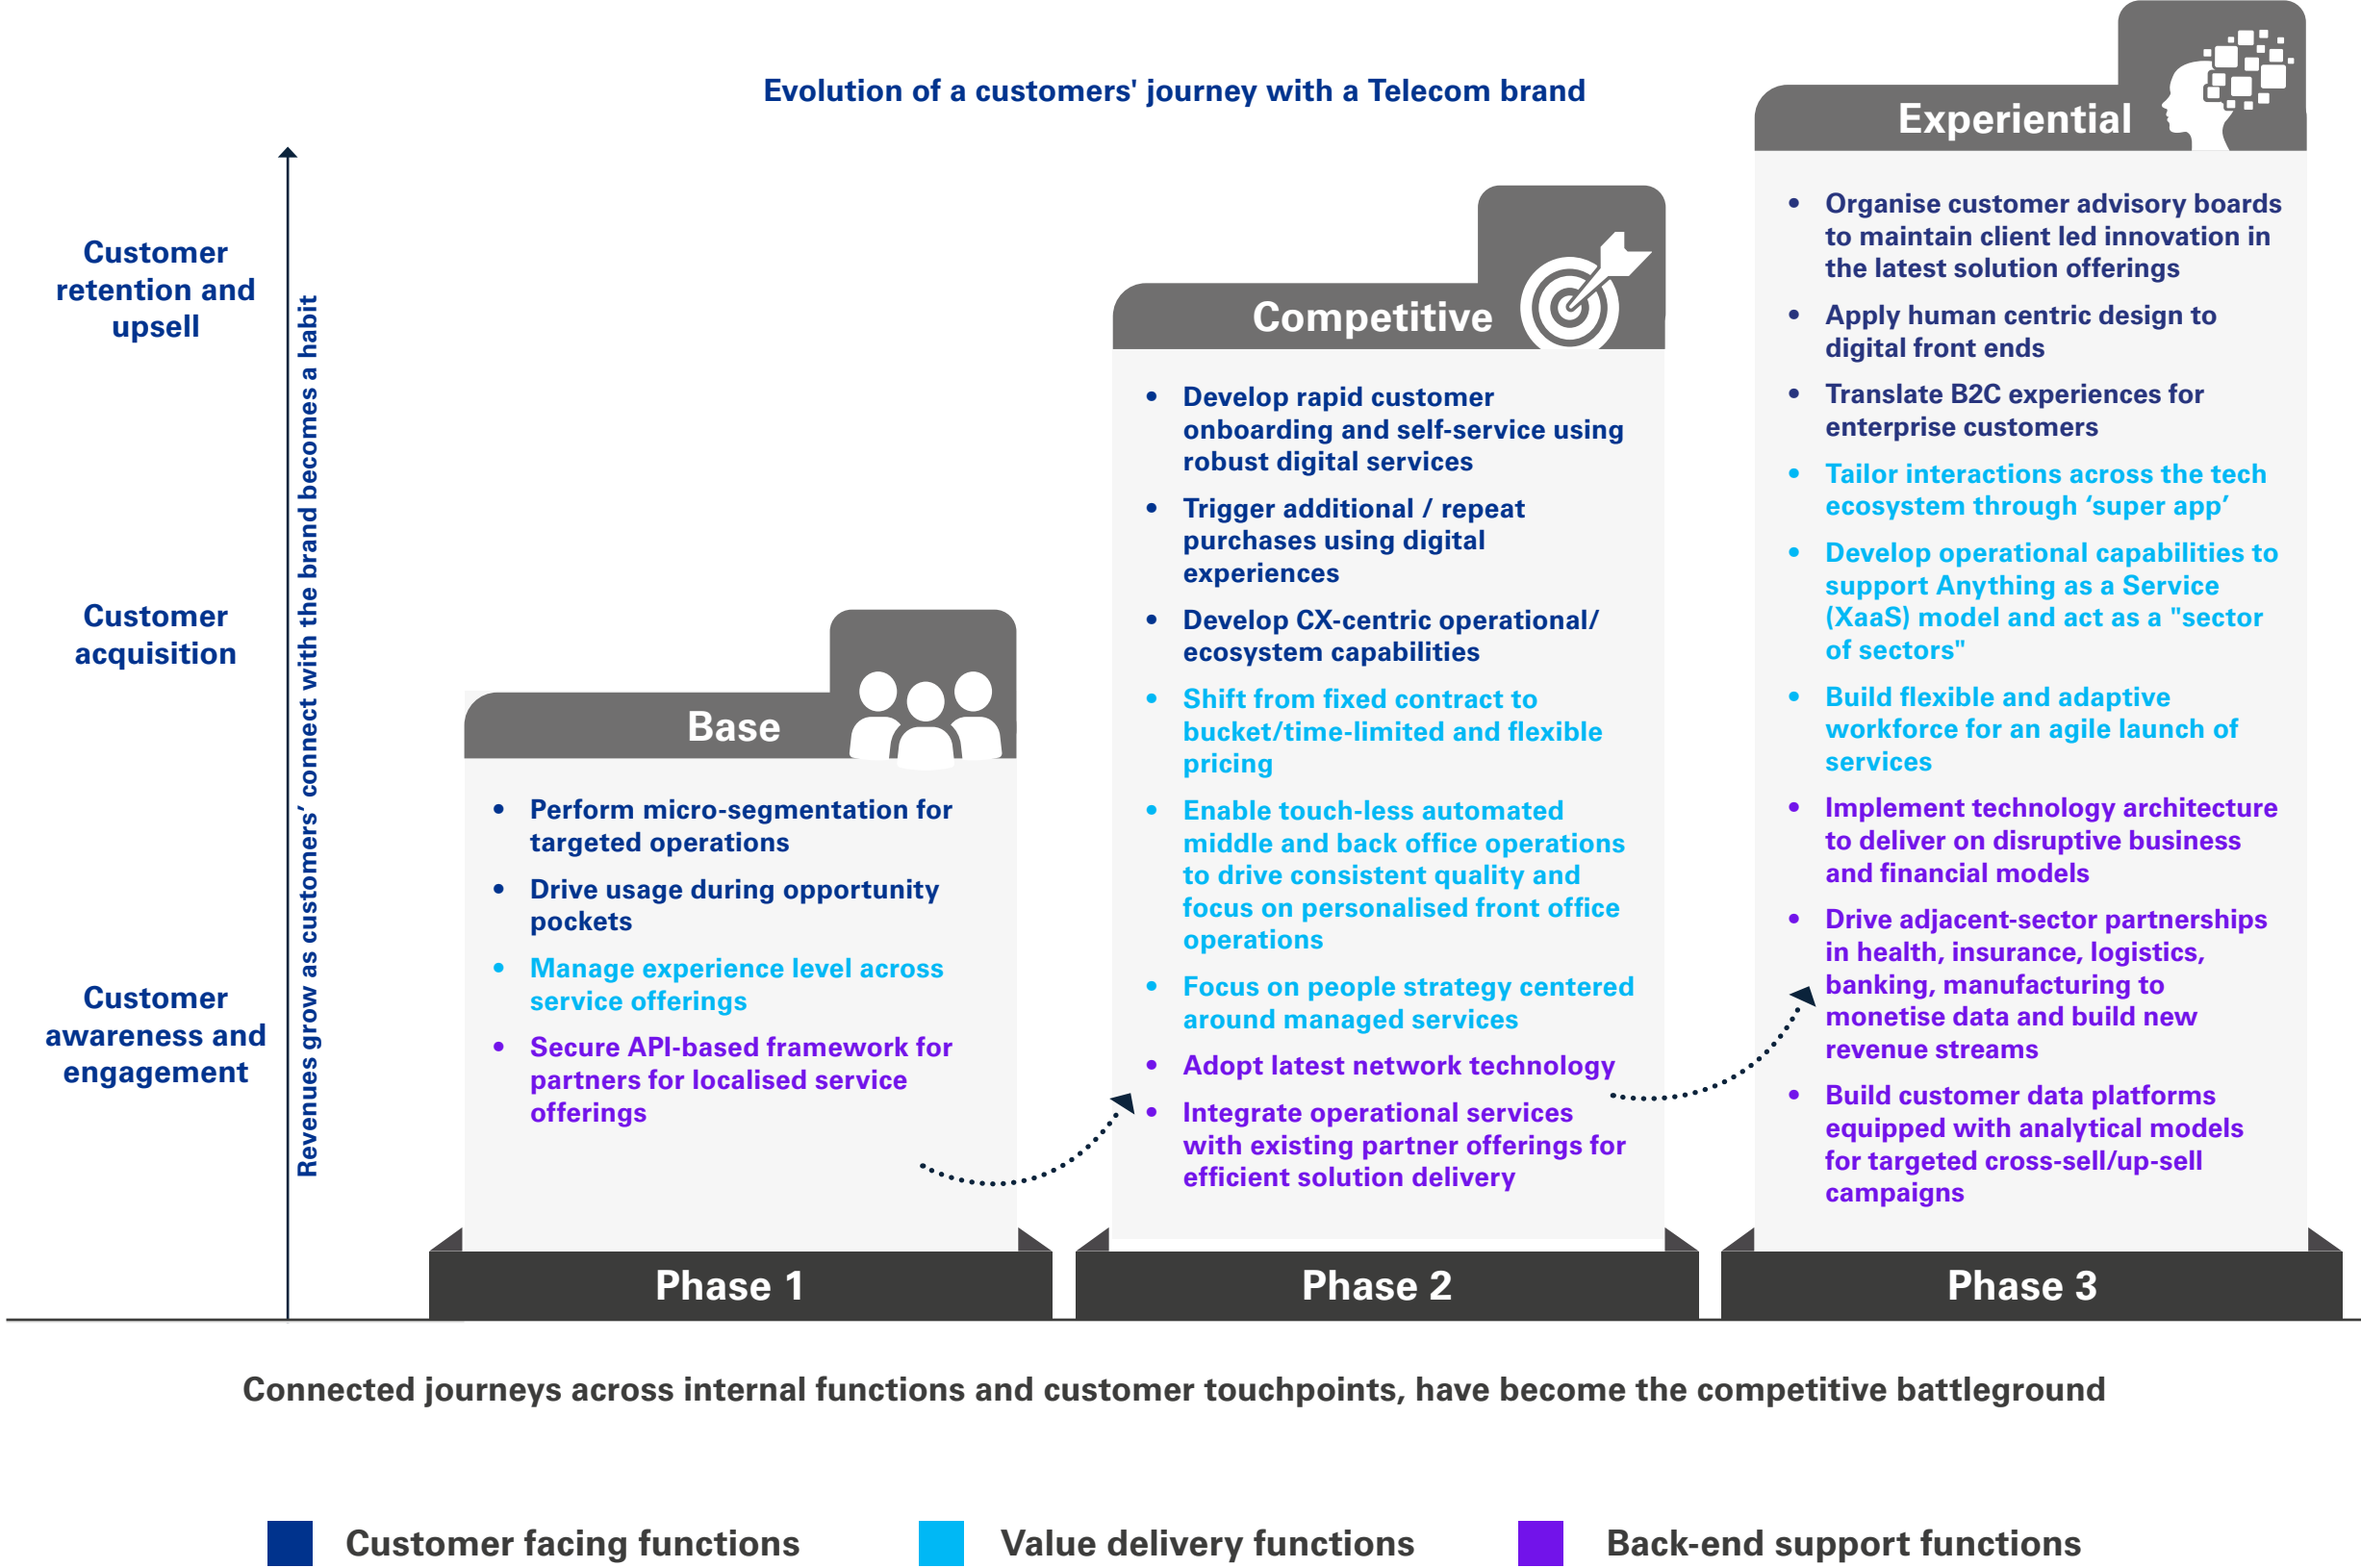 Evolution of a customers' journey with a Telecom brand
Customer
retention and
upsell
Customer
acquisition
Customer
awareness and
engagement
Revenues grow as customers’ connect with the brand becomes a habit
Base
• Perform micro-segmentation for
targeted operations
• Drive usage during opportunity
pockets
• Manage experience level across
service offerings
• Secure API-based framework for
partners for localised service
offerings
Phase 1
Competitive
• Develop rapid customer
onboarding and self-service using
robust digital services
• Trigger additional / repeat
purchases using digital
experiences
• Develop CX-centric operational/
ecosystem capabilities
• Shift from fixed contract to
bucket/time-limited and flexible
pricing
• Enable touch-less automated
middle and back office operations
to drive consistent quality and
focus on personalised front office
operations
• Focus on people strategy centered
around managed services
• Adopt latest network technology
• Integrate operational services
with existing partner offerings for
efficient solution delivery
Phase 2
Experiential
• Organise customer advisory boards
to maintain client led innovation in
the latest solution offerings
• Apply human centric design to
digital front ends
• Translate B2C experiences for
enterprise customers
• Tailor interactions across the tech
ecosystem through ‘super app’
• Develop operational capabilities to
support Anything as a Service
(XaaS) model and act as a "sector
of sectors"
• Build flexible and adaptive
workforce for an agile launch of
services
• Implement technology architecture
to deliver on disruptive business
and financial models
• Drive adjacent-sector partnerships
in health, insurance, logistics,
banking, manufacturing to
monetise data and build new
revenue streams
• Build customer data platforms
equipped with analytical models
for targeted cross-sell/up-sell
campaigns
Phase 3
Connected journeys across internal functions and customer touchpoints, have become the competitive battleground
Customer facing functions
Value delivery functions
Back-end support functions